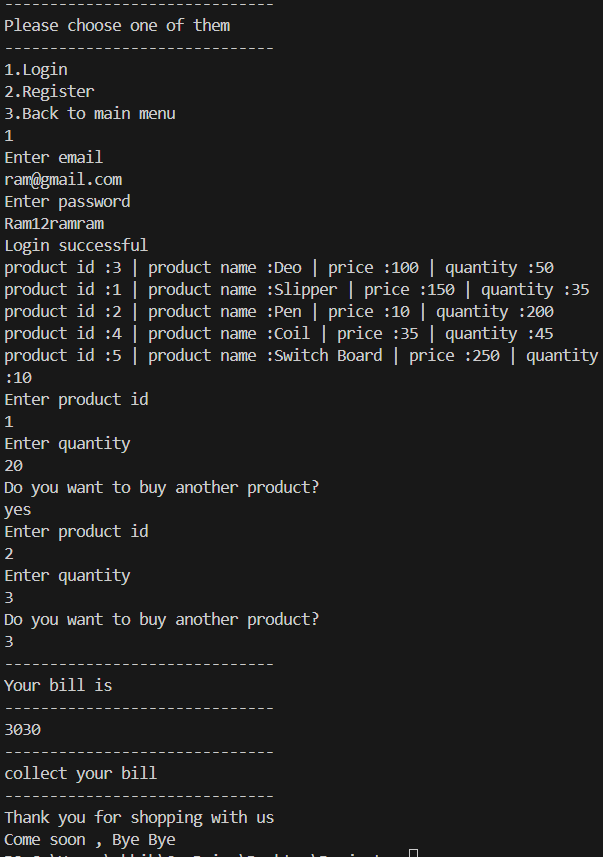 ------------------------------
Please choose one of them
------------------------------
1.Login
2.Register
3.Back to main menu
1
Enter email
ram@gmail.com
Enter password
Ram12ramram
Login successful
product id :3 | product name :Deo | price :100 | quantity :50
product id :1 | product name :Slipper | price :150 | quantity :35
product id :2 | product name :Pen | price :10 | quantity :200
product id :4 | product name :Coil | price :35 | quantity :45
product id :5 | product name :Switch Board | price :250 | quantity
:10
Enter product id
1
Enter quantity
20
Do you want to buy another product?
yes
Enter product id
2
Enter quantity
3
Do you want to buy another product?
3
------------------------------
Your bill is
------------------------------
3030
------------------------------
collect your bill
------------------------------
Thank you for shopping with us
Come soon , Bye Bye